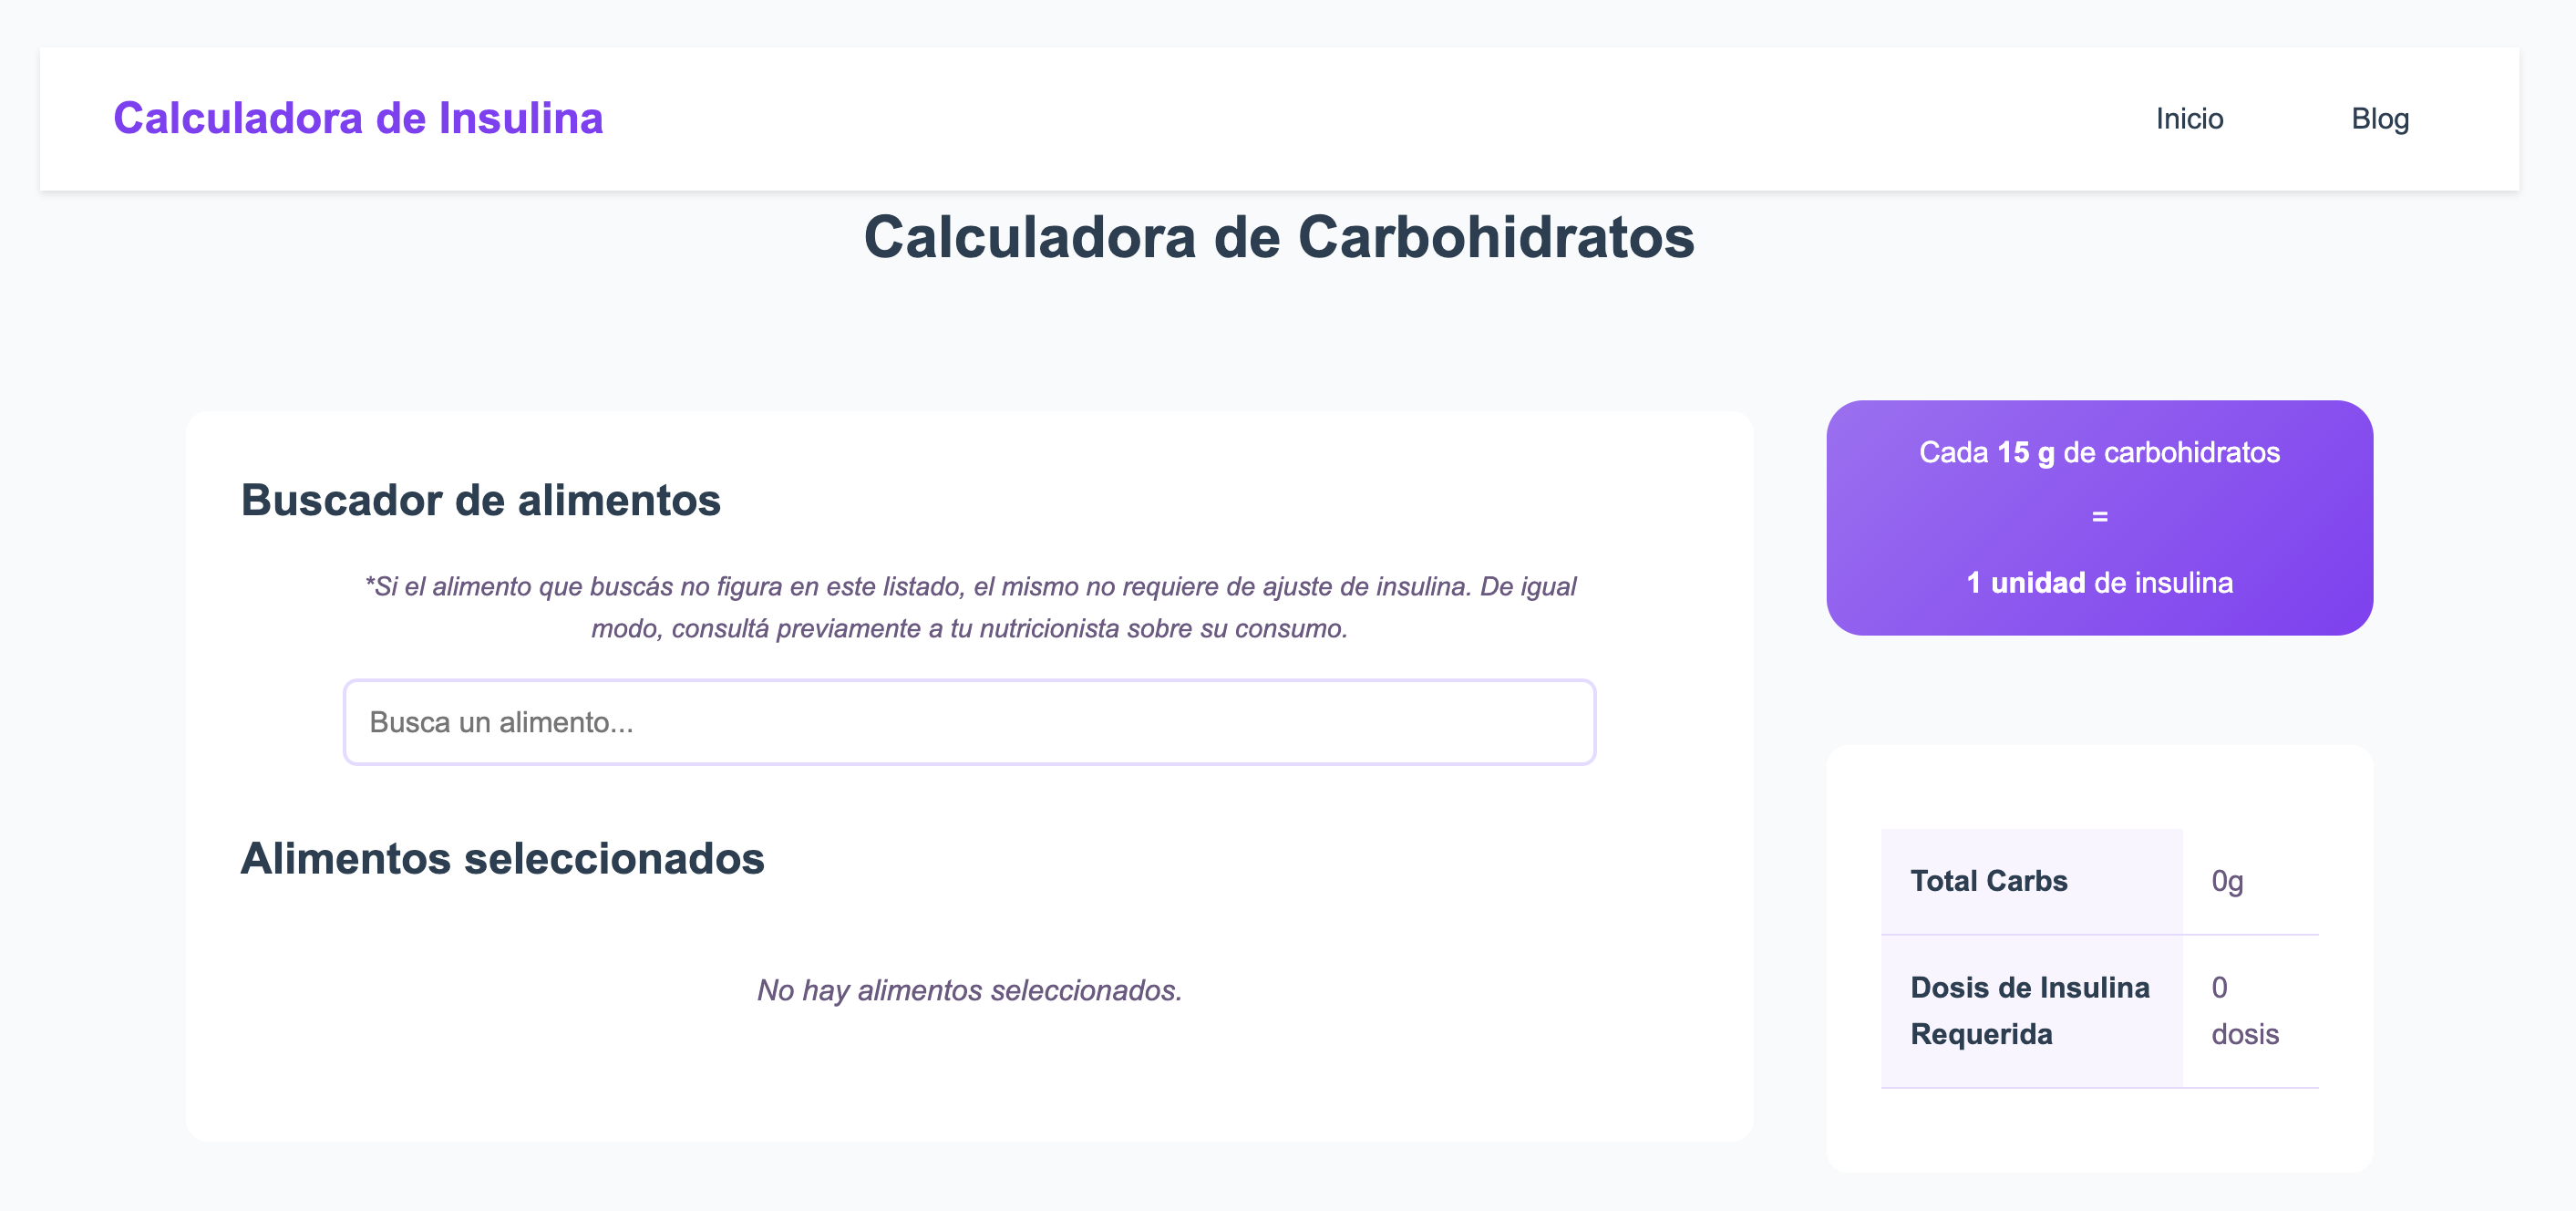 Calculadora de Insulina
Inicio
Blog
Calculadora de Carbohidratos
Buscador de alimentos
*Si el alimento que buscás no figura en este listado, el mismo no requiere de ajuste de insulina. De igual
modo, consultá previamente a tu nutricionista sobre su consumo.
Busca un alimento...
Alimentos seleccionados
No hay alimentos seleccionados.
Cada 15 g de carbohidratos
=
1 unidad de insulina
Total Carbs
0g
Dosis de Insulina
Requerida
0
dosis